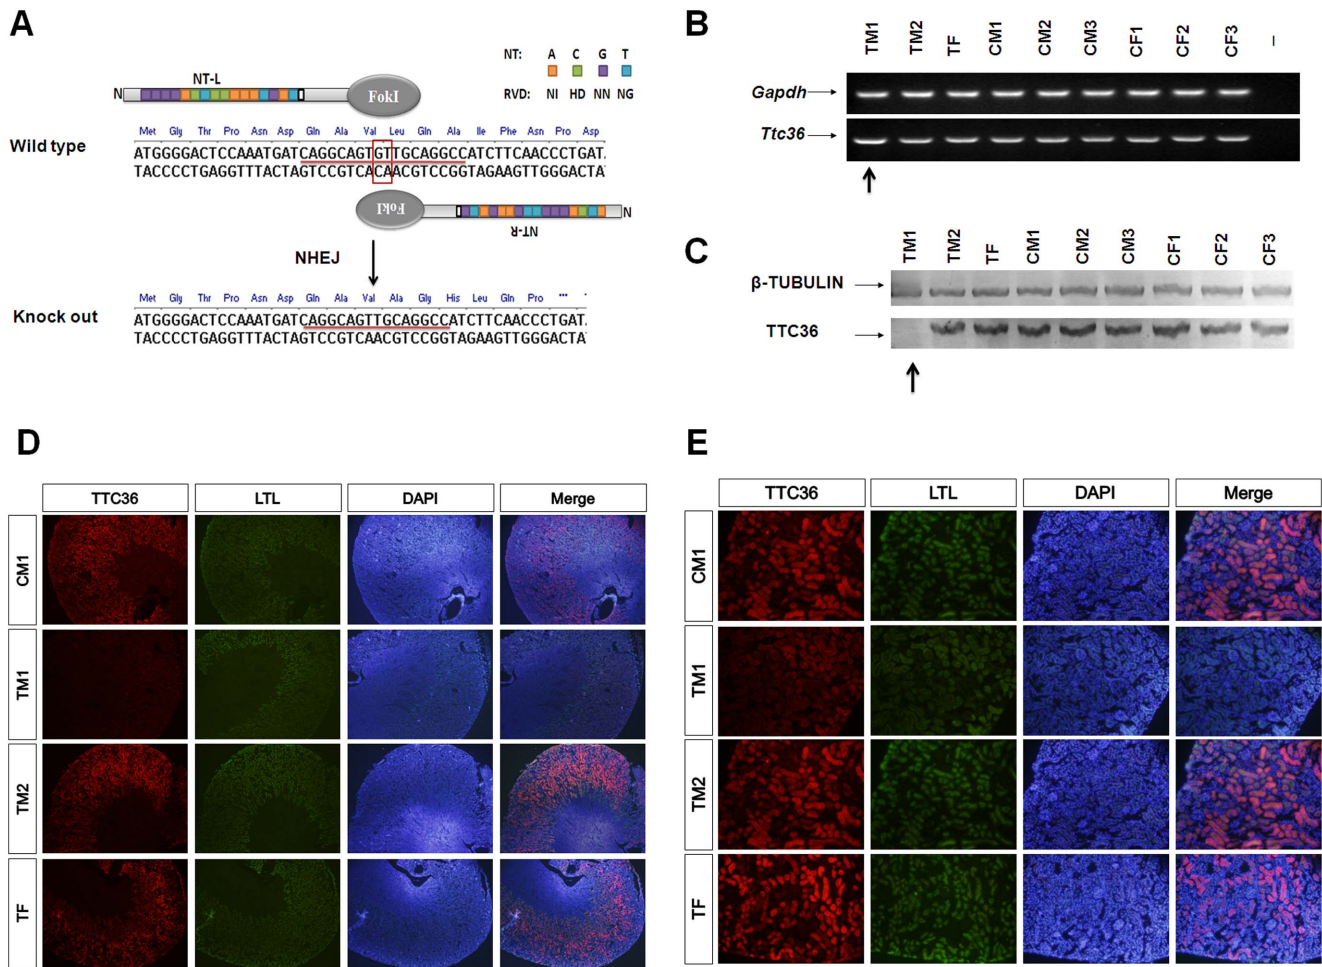 A
NT: A C G T
RVD: NI HD NN NG
NT-L
N FokI
Wild type
Met Gly Thr Pro Asn Asp Gln Ala Val Leu Gln Ala Ile Phe Asn Pro Asp
ATGGGGACTCCAAATGATCAGGCAGTGTTGCAGGCCATCTTCAACCCTGAT.
TACCCCTGAGGTTTACTAGTCCGTCACAACGTCCGGTAGAAGTTGGGACTA
FokI N
NT-R
NHEJ
Knock out
Met Gly Thr Pro Asn Asp Gln Ala Val Ala Gly His Leu Gln Pro ***
ATGGGGACTCCAAATGATCAGGCAGTTGCAGGCCATCTTCAACCCTGAT.
TACCCCTGAGGTTTACTAGTCCGTCAACGTCCGGTAGAAGTTGGGACTA
B
TM1 TM2 TF CM1 CM2 CM3 CF1 CF2 CF3 –
Gapdh
Ttc36
C
TM1 TM2 TF CM1 CM2 CM3 CF1 CF2 CF3
β-TUBULIN
TTC36
D
TTC36 LTL DAPI Merge
CM1
TM1
TM2
TF
E
TTC36 LTL DAPI Merge
CM1
TM1
TM2
TF